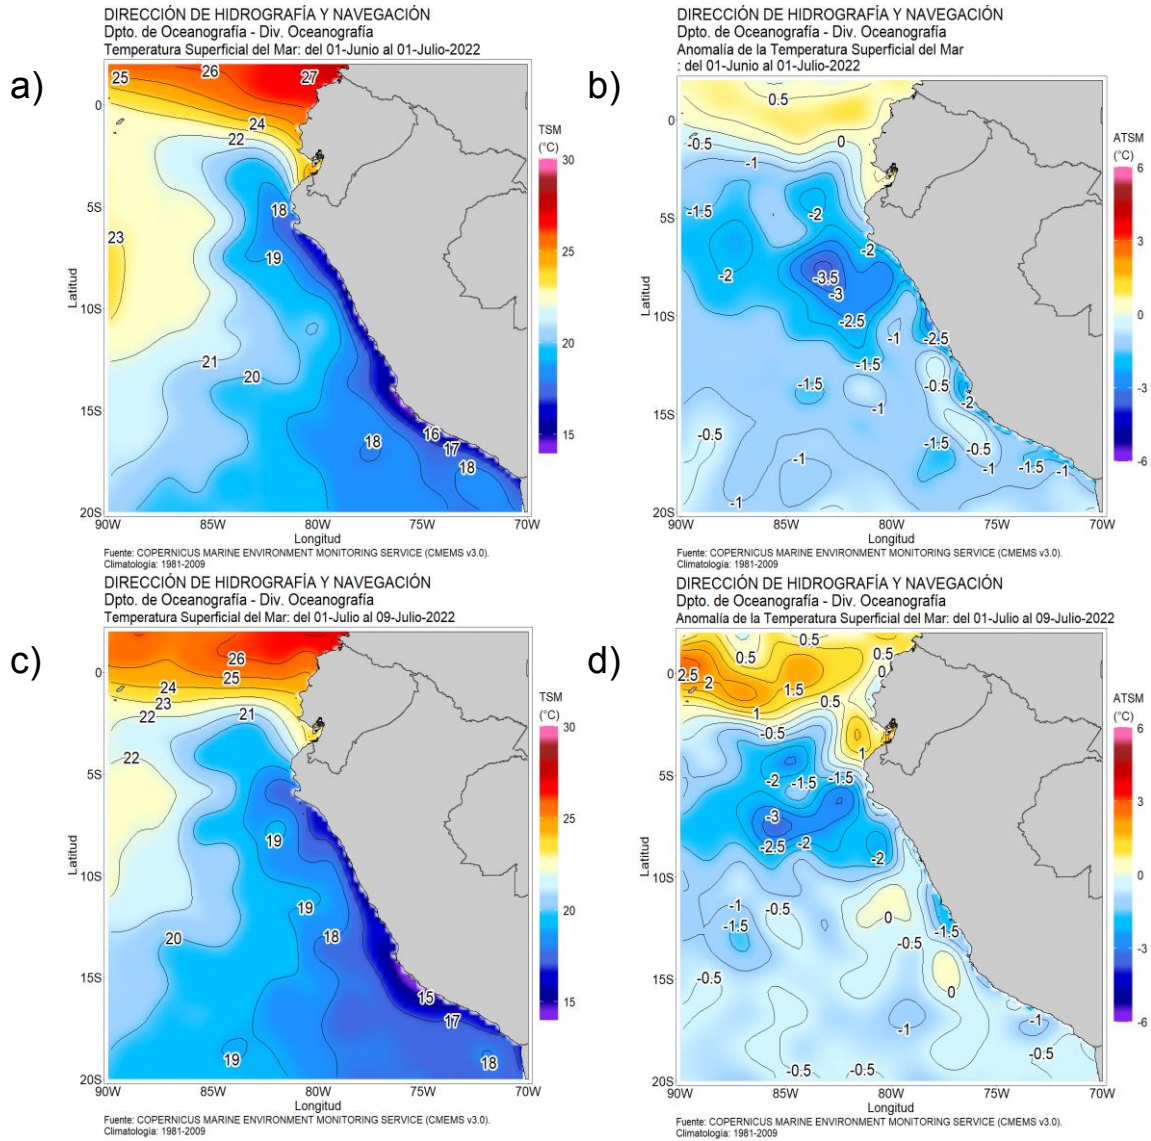 a)
DIRECCIÓN DE HIDROGRAFÍA Y NAVEGACIÓN
Dpto. de Oceanografía - Div. Oceanografía
Temperatura Superficial del Mar: del 01-Junio al 01-Julio-2022
25 26 27
24
22
18
23
19
21
20
18 16
17
18
0
5S
10S
15S
20S
Latitud
90W 85W 80W 75W 70W
Longitud
TSM
(°C)
30
25
20
15
Fuente: COPERNICUS MARINE ENVIRONMENT MONITORING SERVICE (CMEMS v3.0).
Climatología: 1981-2009
b)
DIRECCIÓN DE HIDROGRAFÍA Y NAVEGACIÓN
Dpto. de Oceanografía - Div. Oceanografía
Anomalía de la Temperatura Superficial del Mar
: del 01-Junio al 01-Julio-2022
0.5
-0.5 0
-1
-1.5 -2
-2
-2 -3.5
-3
-2.5 -1
-2.5
-1.5
-1.5 -0.5
-1 -2
-0.5 -1.5 -0.5
-1 -1 -1.5 -1
-1
0
5S
10S
15S
20S
Latitud
90W 85W 80W 75W 70W
Longitud
ATSM
(°C)
6
3
0
-3
-6
Fuente: COPERNICUS MARINE ENVIRONMENT MONITORING SERVICE (CMEMS v3.0).
Climatología: 1981-2009
c)
DIRECCIÓN DE HIDROGRAFÍA Y NAVEGACIÓN
Dpto. de Oceanografía - Div. Oceanografía
Temperatura Superficial del Mar: del 01-Julio al 09-Julio-2022
26
25
24
23
22 21
22
19
19
20 18
15
17
19 18
0
5S
10S
15S
20S
Latitud
90W 85W 80W 75W 70W
Longitud
TSM
(°C)
30
25
20
15
Fuente: COPERNICUS MARINE ENVIRONMENT MONITORING SERVICE (CMEMS v3.0).
Climatología: 1981-2009
d)
DIRECCIÓN DE HIDROGRAFÍA Y NAVEGACIÓN
Dpto. de Oceanografía - Div. Oceanografía
Anomalía de la Temperatura Superficial del Mar: del 01-Julio al 09-Julio-2022
0.5
0.5 0.5
2.5 2 1.5 0
1 0.5
-0.5 1
-2 -1.5 -1.5
-3
-2.5 -2 -2
-1 -0.5 0
-1.5 -0.5 -1.5
-0.5 0
-1 -1
-0.5 -0.5 -0.5
0
5S
10S
15S
20S
Latitud
90W 85W 80W 75W 70W
Longitud
ATSM
(°C)
6
3
0
-3
-6
Fuente: COPERNICUS MARINE ENVIRONMENT MONITORING SERVICE (CMEMS v3.0).
Climatología: 1981-2009